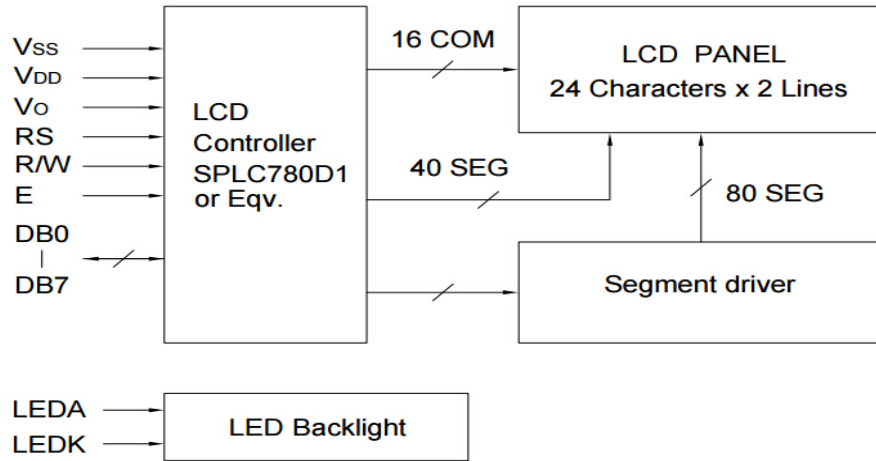 VSS
VDD
VO
RS
R/W
E
DB0
DB7
LCD
Controller
SPLC780D1
or Eqv.
16 COM
40 SEG
LCD PANEL
24 Characters x 2 Lines
80 SEG
Segment driver
LEDA
LEDK
LED Backlight